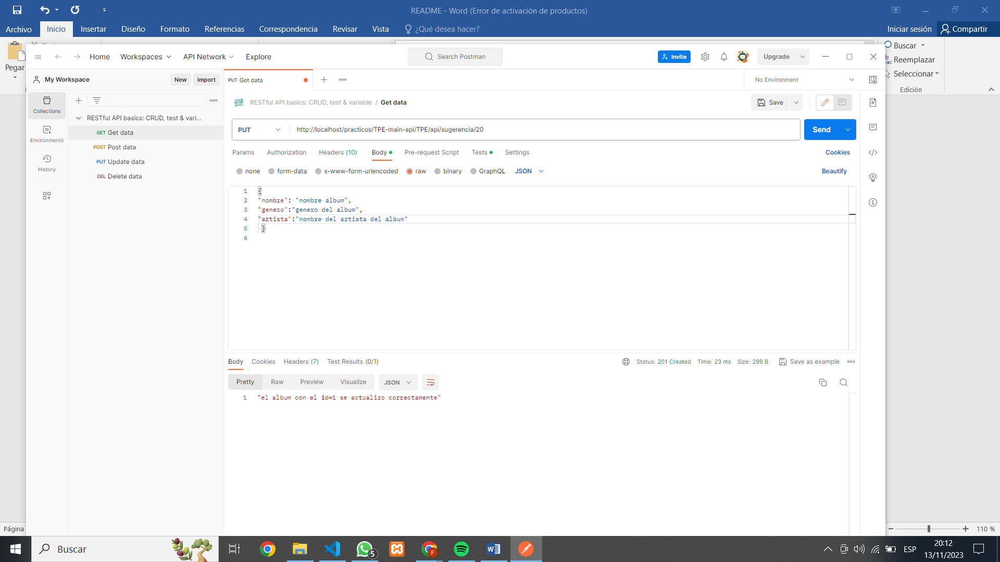 README - Word (Error de activación de productos)
Archivo Inicio Insertar Diseño Formato Referencias Correspondencia Revisar Vista ¿Qué desea hacer? Iniciar sesión Compartir
Pegar
Buscar
Reemplazar
Seleccionar
Edición
Home Workspaces API Network Explore Search Postman Invite Upgrade
My Workspace New Import PUT Get data No Environment
Collections
Environments
History
RESTful API basics: CRUD, test & vari...
GET Get data
POST Post data
PUT Update data
DEL Delete data
HTTP RESTful API basics: CRUD, test & variable / Get data Save
PUT http://localhost/practicos/TPE-main-api/TPE/api/sugerencia/20 Send
Params Authorization Headers (10) Body Pre-request Script Tests Settings Cookies
none form-data x-www-form-urlencoded raw binary GraphQL JSON Beautify
1 {
2 "nombre": "nombre album",
3 "genero":"genero del album",
4 "artista":"nombre del artista del album"
5 }
6
Body Cookies Headers (7) Test Results (0/1) Status: 201 Created Time: 23 ms Size: 299 B Save as example
Pretty Raw Preview Visualize JSON
1 "el album con el id=1 se actualizo correctamente"
Página 110 %
Buscar 5 F ESP 20:12
13/11/2023